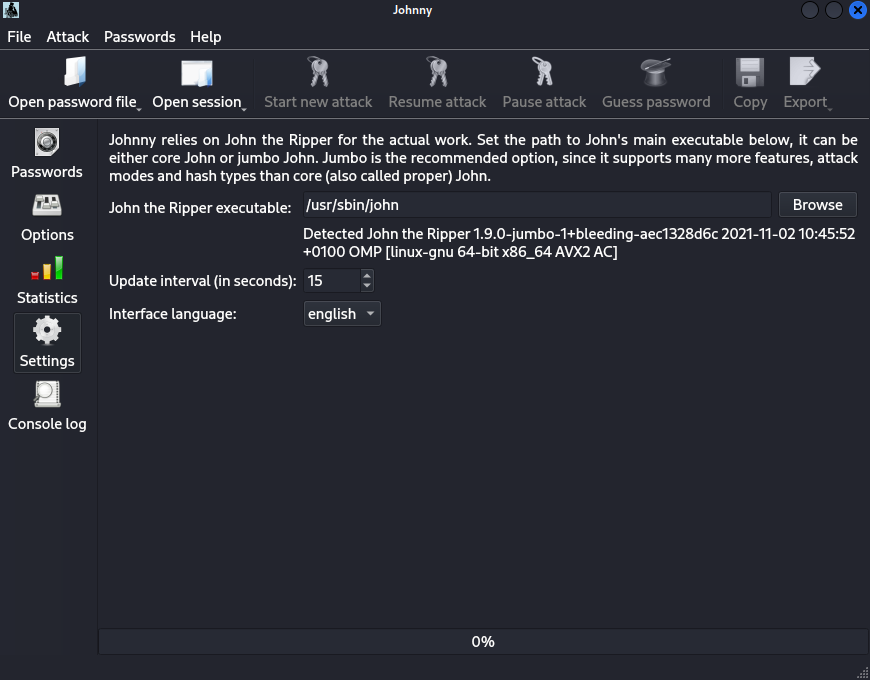 Johnny
File Attack Passwords Help
Open password file Open session Start new attack Resume attack Pause attack Guess password Copy Export
Passwords
Options
Statistics
Settings
Console log
Johnny relies on John the Ripper for the actual work. Set the path to John's main executable below, it can be
either core John or jumbo John. Jumbo is the recommended option, since it supports many more features, attack
modes and hash types than core (also called proper) John.
John the Ripper executable: /usr/sbin/john Browse
Detected John the Ripper 1.9.0-jumbo-1+bleeding-aec1328d6c 2021-11-02 10:45:52
+0100 OMP [linux-gnu 64-bit x86_64 AVX2 AC]
Update interval (in seconds): 15
Interface language: english
0%